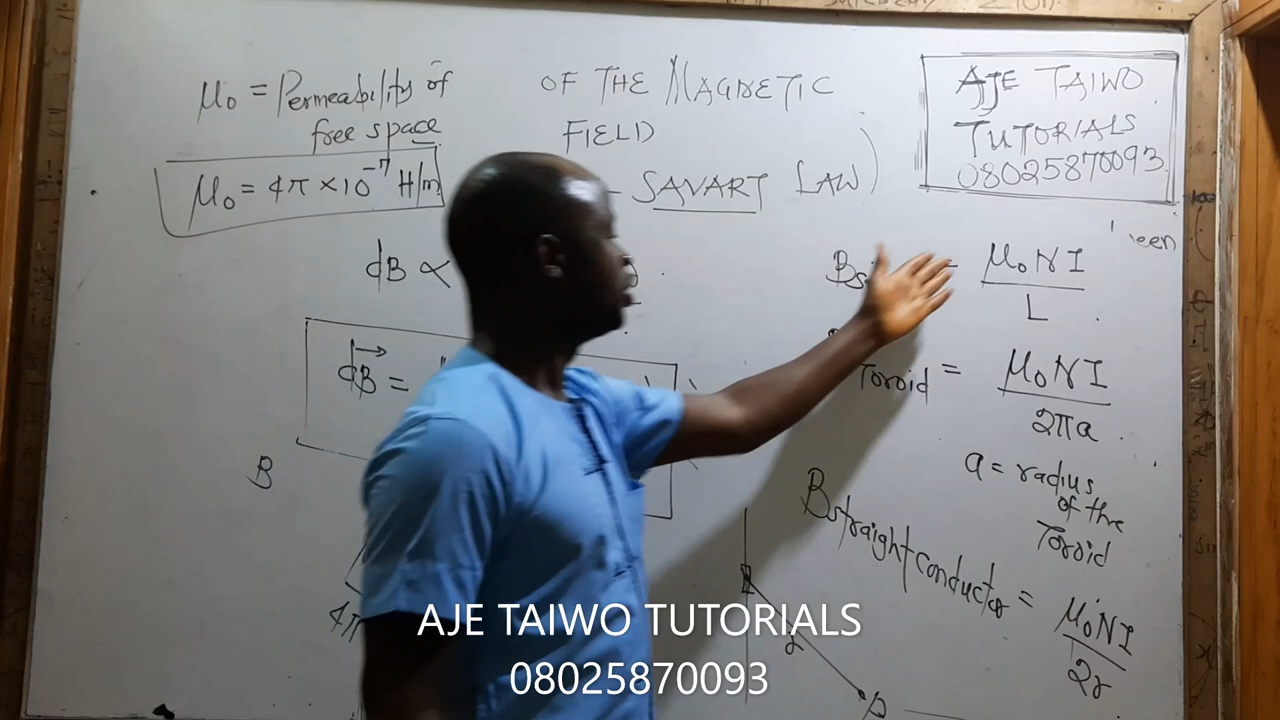 μ₀ = Permeability of
free space
μ₀ = 4π × 10⁻⁷ H/m
OF THE MAGNETIC
FIELD
- SAVART LAW)
AJE TAIWO
TUTORIALS
08025870093
dB ∝
dB =
B
4π
μ₀NI
L
Toroid = μ₀NI
2πa
a = radius
of the
Toroid
Bstraight conductor = μ₀NI
2r
r
P
AJE TAIWO TUTORIALS
08025870093